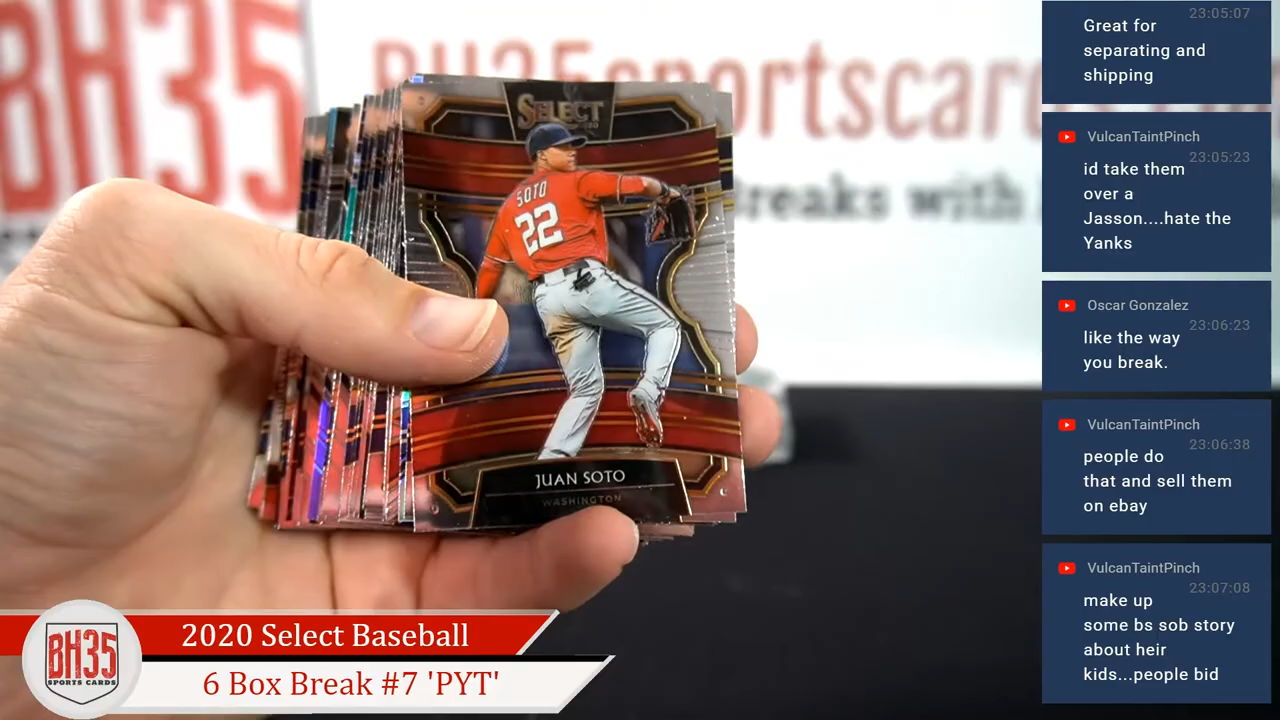 BH35
BH35sportscard
Breaks with
SELECT
SOTO
22
JUAN SOTO
WASHINGTON
BH35
SPORTS CARDS
2020 Select Baseball
6 Box Break #7 'PYT'
23:05:07
Great for
separating and
shipping
VulcanTaintPinch
23:05:23
id take them
over a
Jasson....hate the
Yanks
Oscar Gonzalez
23:06:23
like the way
you break.
VulcanTaintPinch
23:06:38
people do
that and sell them
on ebay
VulcanTaintPinch
23:07:08
make up
some bs sob story
about heir
kids...people bid